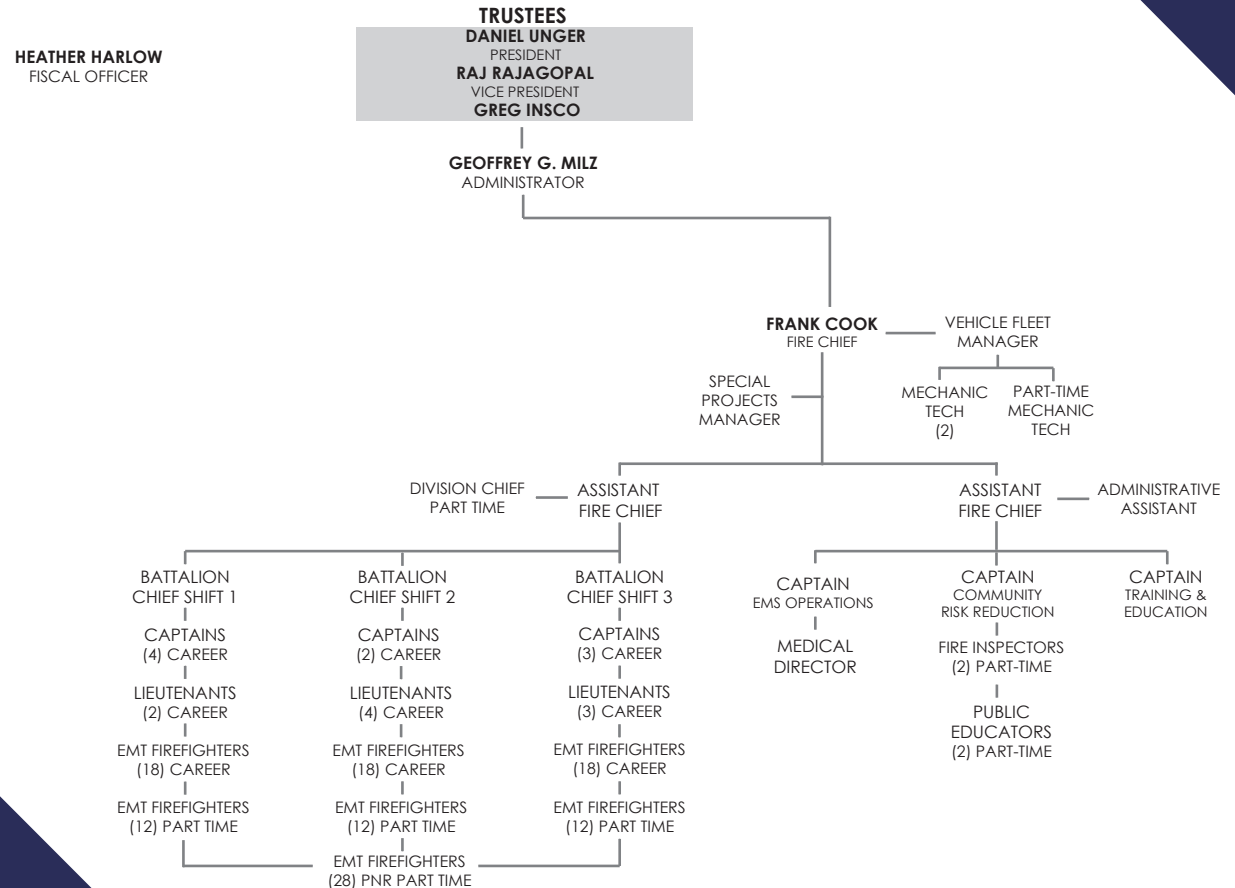 TRUSTEES
DANIEL UNGER
PRESIDENT
RAJ RAJAGOPAL
VICE PRESIDENT
GREG INSCO
HEATHER HARLOW
FISCAL OFFICER
GEOFFREY G. MILZ
ADMINISTRATOR
FRANK COOK
FIRE CHIEF
VEHICLE FLEET
MANAGER
SPECIAL
PROJECTS
MANAGER
MECHANIC
TECH
(2)
PART-TIME
MECHANIC
TECH
DIVISION CHIEF
PART TIME
ASSISTANT
FIRE CHIEF
ASSISTANT
FIRE CHIEF
ADMINISTRATIVE
ASSISTANT
BATTALION
CHIEF SHIFT 1
CAPTAINS
(4) CAREER
LIEUTENANTS
(2) CAREER
EMT FIREFIGHTERS
(18) CAREER
EMT FIREFIGHTERS
(12) PART TIME
BATTALION
CHIEF SHIFT 2
CAPTAINS
(2) CAREER
LIEUTENANTS
(4) CAREER
EMT FIREFIGHTERS
(18) CAREER
EMT FIREFIGHTERS
(12) PART TIME
BATTALION
CHIEF SHIFT 3
CAPTAINS
(3) CAREER
LIEUTENANTS
(3) CAREER
EMT FIREFIGHTERS
(18) CAREER
EMT FIREFIGHTERS
(12) PART TIME
EMT FIREFIGHTERS
(28) PNR PART TIME
CAPTAIN
EMS OPERATIONS
MEDICAL
DIRECTOR
CAPTAIN
COMMUNITY
RISK REDUCTION
FIRE INSPECTORS
(2) PART-TIME
PUBLIC
EDUCATORS
(2) PART-TIME
CAPTAIN
TRAINING &
EDUCATION